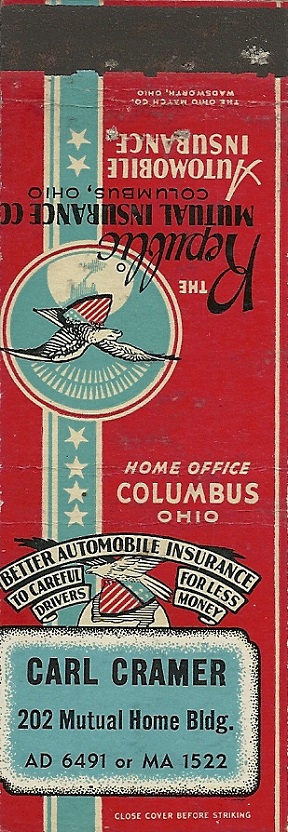 THE
Republic
MUTUAL INSURANCE CO
COLUMBUS, OHIO
AUTOMOBILE
INSURANCE.
THE OHIO MATCH CO.
WADSWORTH, OHIO
HOME OFFICE
COLUMBUS
OHIO
BETTER AUTOMOBILE INSURANCE
TO CAREFUL
DRIVERS
FOR LESS
MONEY
CARL CRAMER
202 Mutual Home Bldg.
AD 6491 or MA 1522
CLOSE COVER BEFORE STRIKING